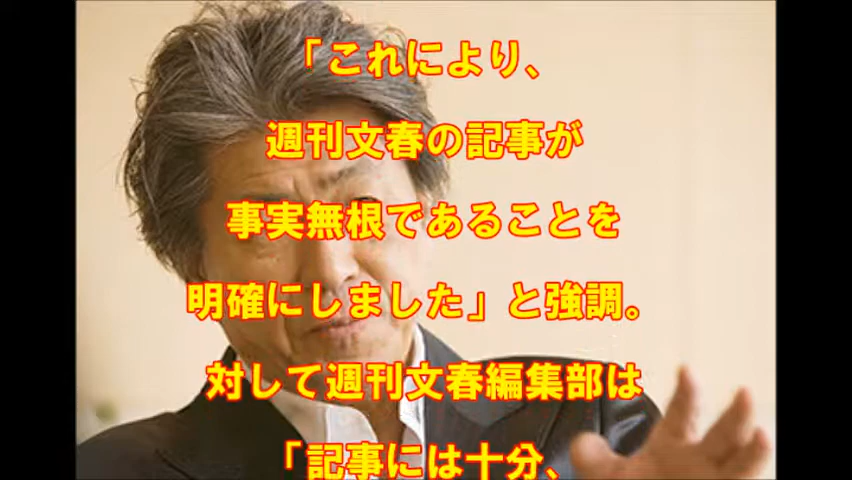 「これにより、
週刊文春の記事が
事実無根であることを
明確にしました」と強調。
対して週刊文春編集部は
「記事には十分、